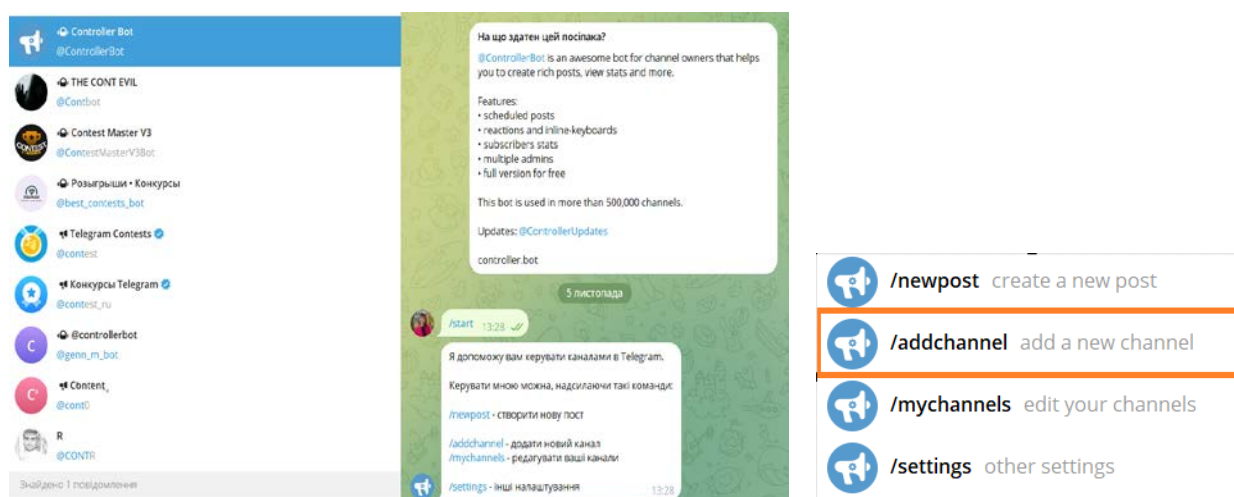 Controller Bot
@ControllerBot
THE CONT EVIL
@Contbot
Contest Master V3
@ContestMasterV3Bot
Розыгрыши • Конкурсы
@best_contests_bot
Telegram Contests
@contest
Конкурсы Telegram
@contest_ru
@controllerbot
@genn_m_bot
Content_
@cont0
R
@CONTR
Знайдено 1 повідомлення
На що здатен цей посіпака?
@ControllerBot is an awesome bot for channel owners that helps
you to create rich posts, view stats and more.
Features:
• scheduled posts
• reactions and inline-keyboards
• subscribers stats
• multiple admins
• full version for free
This bot is used in more than 500,000 channels.
Updates: @ControllerUpdates
controller.bot
5 листопада
/start 13:28
Я допоможу вам керувати каналами в Telegram.
Керувати мною можна, надсилаючи такі команди:
/newpost - створити нову пост
/addchannel - додати новий канал
/mychannels - редагувати ваші канали
/settings - інші налаштування
13:28
/newpost create a new post
/addchannel add a new channel
/mychannels edit your channels
/settings other settings
C
CONTEST